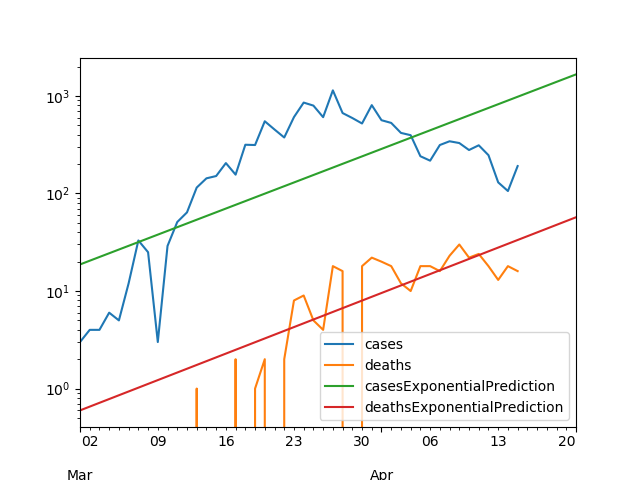 10³
10²
10¹
10⁰
cases
deaths
casesExponentialPrediction
deathsExponentialPrediction
02 09 16 23 30 06 13 20
Mar Apr